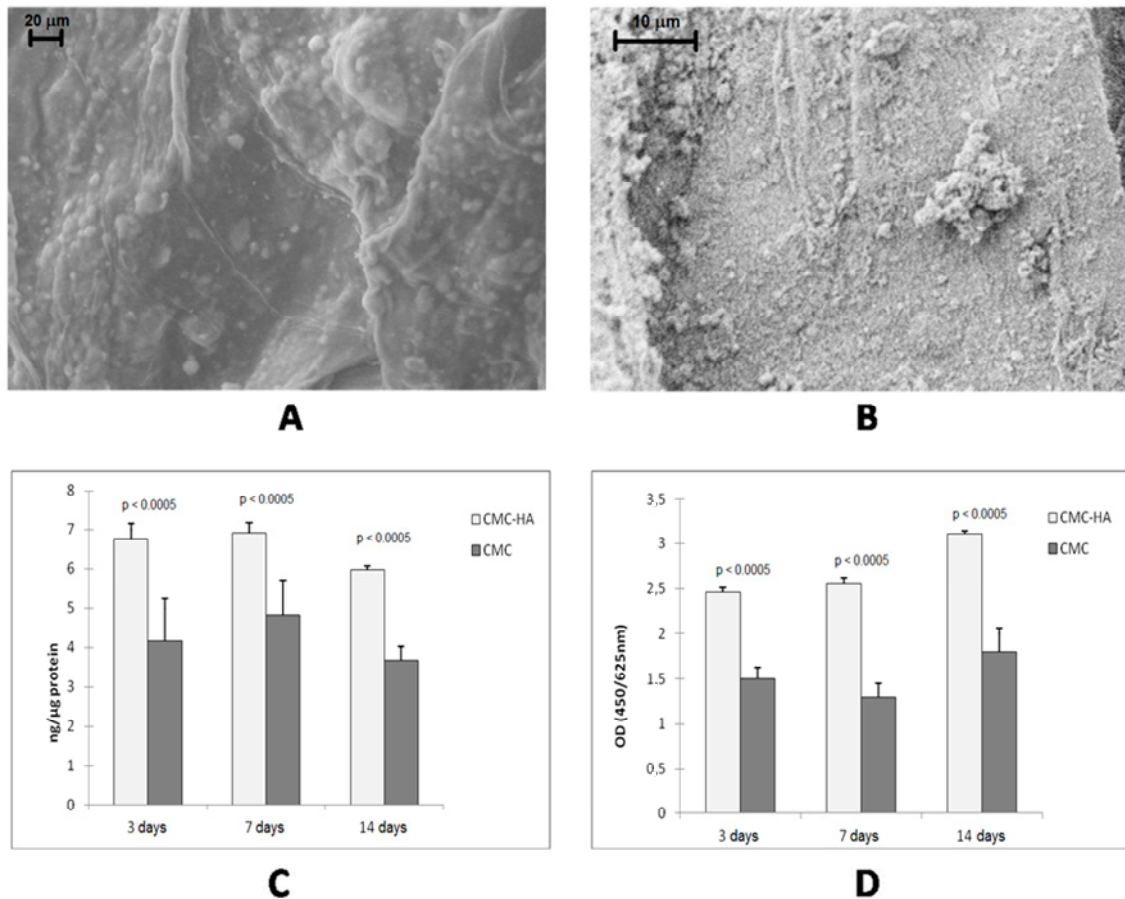 20 μm
10 μm
A
B
8
7
6
5
4
3
2
1
0
ng/μg protein
p < 0.0005
p < 0.0005
p < 0.0005
CMC-HA
CMC
3 days
7 days
14 days
C
3,5
3
2,5
2
1,5
1
0,5
0
OD (450/625nm)
p < 0.0005
p < 0.0005
p < 0.0005
CMC-HA
CMC
3 days
7 days
14 days
D